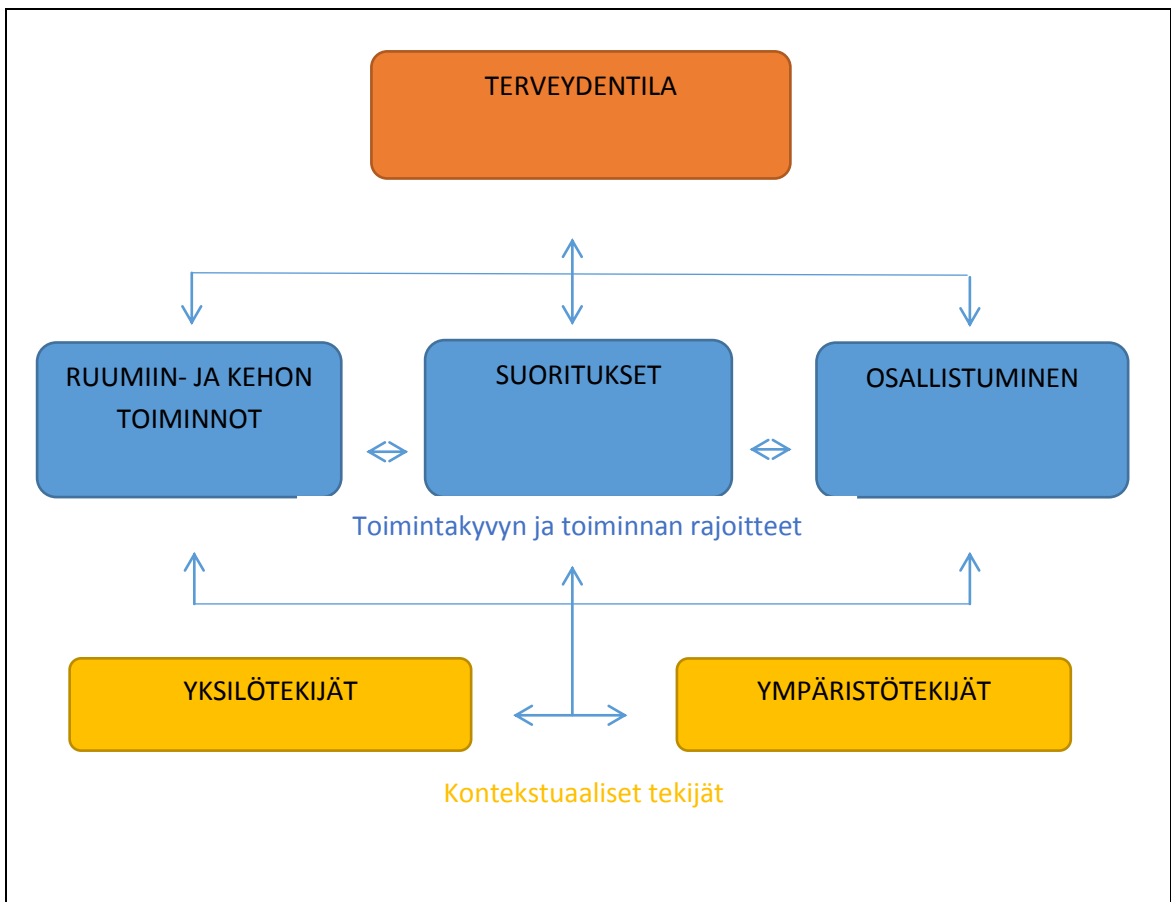 TERVEYDENTILA
RUUMIIN- JA KEHON
TOIMINNOT
SUORITUKSET
OSALLISTUMINEN
Toimintakyvyn ja toiminnan rajoitteet
YKSILÖTEKIJÄT
YMPÄRISTÖTEKIJÄT
Kontekstuaaliset tekijät